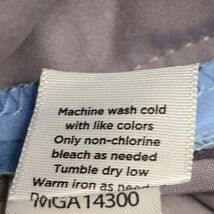 Machine wash cold
with like colors
Only non-chlorine
bleach as needed
Tumble dry low
Warm iron as need
MGA14300